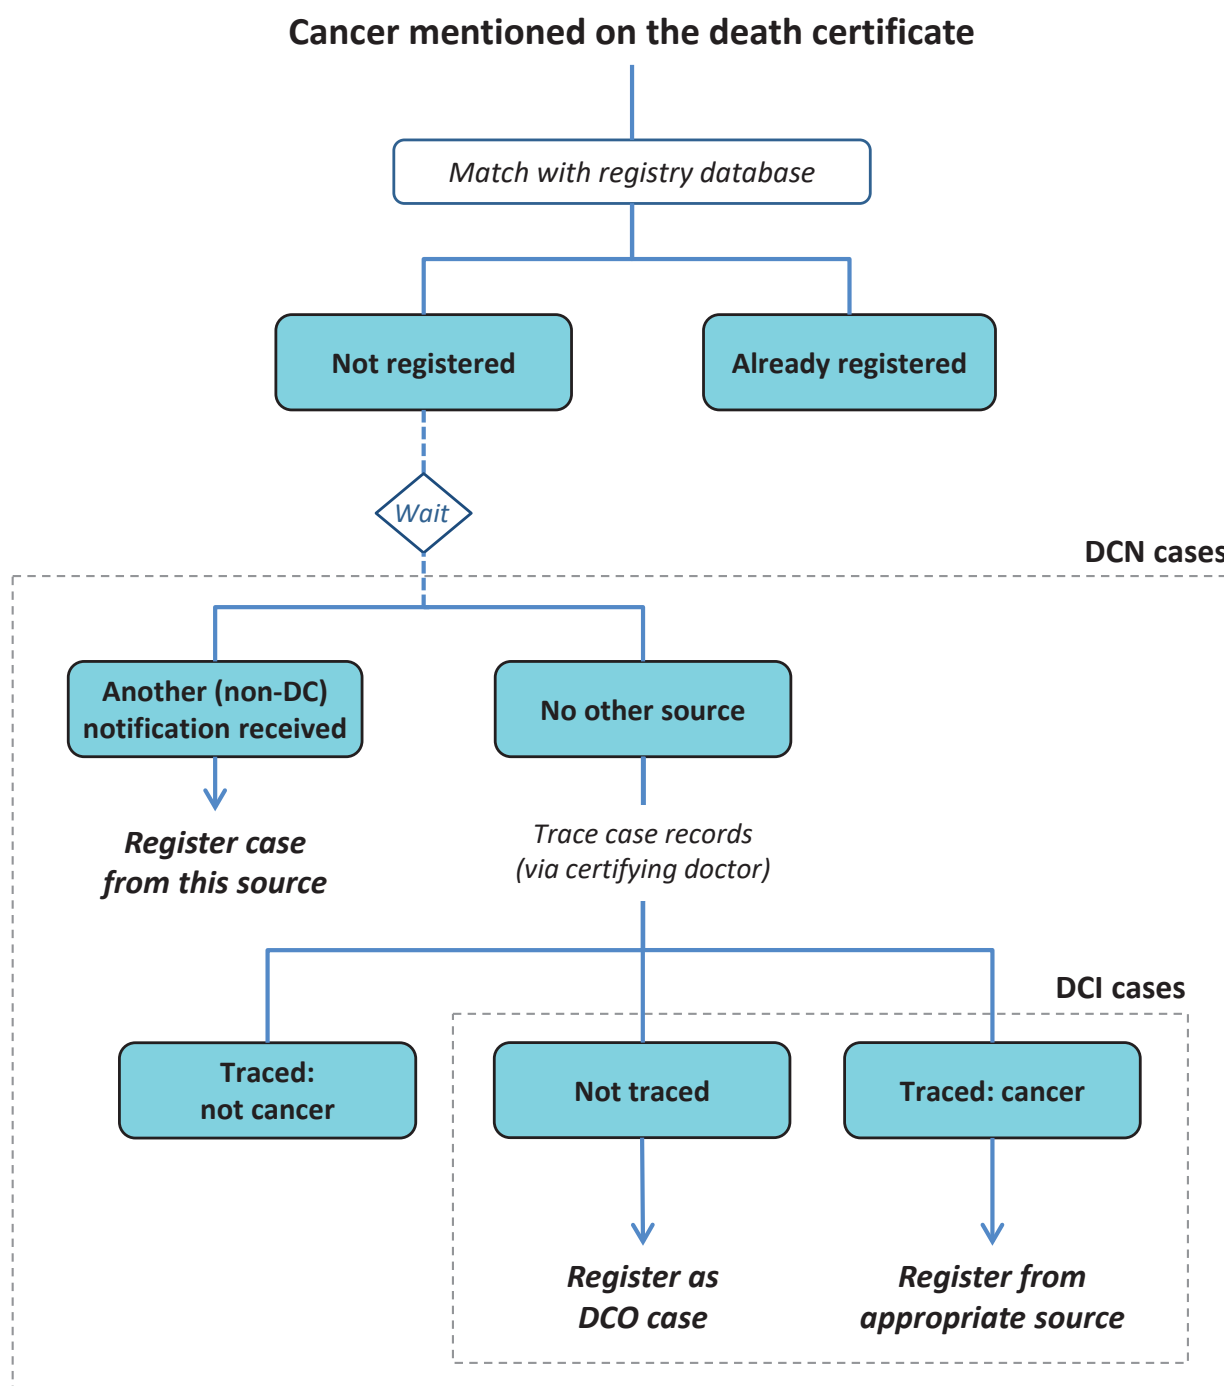 Cancer mentioned on the death certificate
Match with registry database
Not registered
Already registered
Wait
DCN cases
Another (non-DC)
notification received
No other source
Register case
from this source
Trace case records
(via certifying doctor)
DCI cases
Traced:
not cancer
Not traced
Traced: cancer
Register as
DCO case
Register from
appropriate source